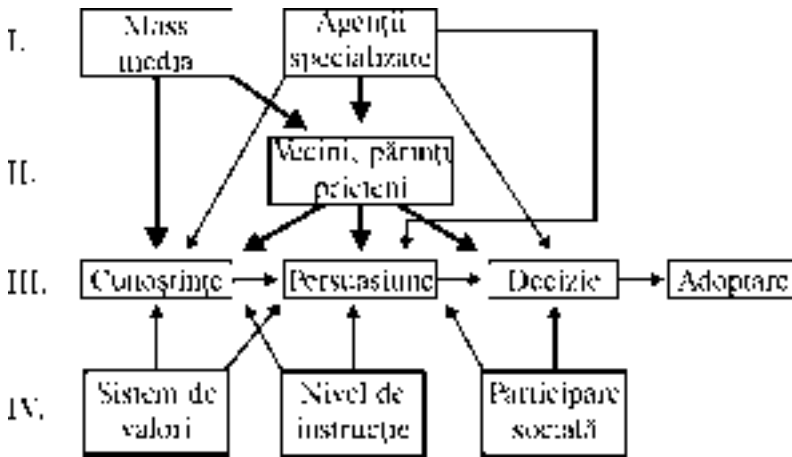 I.
Mass
media
Agenții
specializate
II.
Vecini, părinți
prieteni
III.
Cunoștințe
Persuasiune
Decizie
Adoptare
IV.
Sistem de
valori
Nivel de
instrucție
Participare
socială